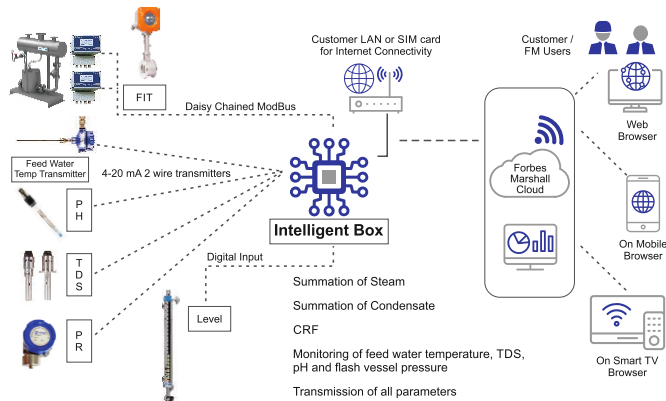 Customer LAN or SIM card
for Internet Connectivity
Customer /
FM Users
FIT
Daisy Chained ModBus
Web
Browser
Feed Water
Temp Transmitter
4-20 mA 2 wire transmitters
Forbes
Marshall
Cloud
P
H
Intelligent Box
On Mobile
Browser
Digital Input
T
D
S
Summation of Steam
Summation of Condensate
Level
CRF
P
R
Monitoring of feed water temperature, TDS,
pH and flash vessel pressure
On Smart TV
Browser
Transmission of all parameters